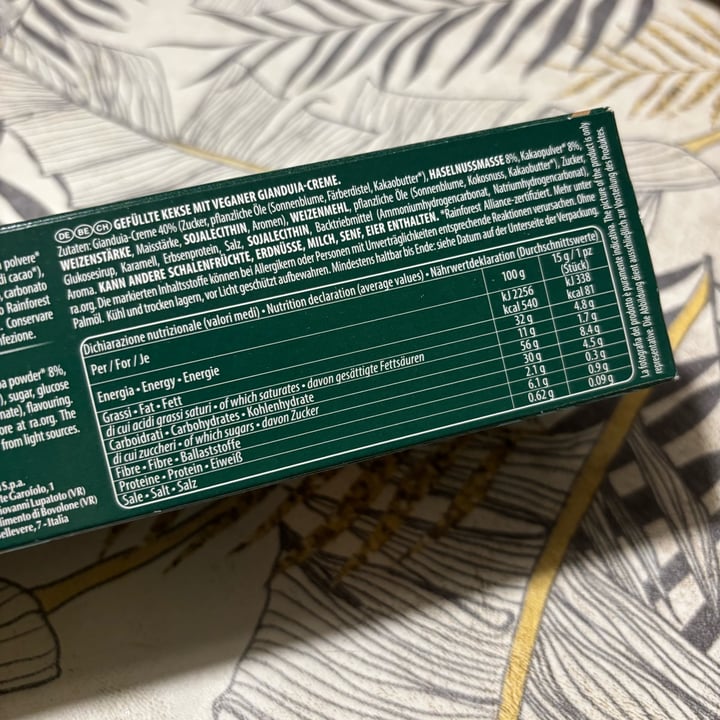 polvere*
di cacao*),
carbonato
Rainforest
Conservare
nfezione.
a powder* 8%,
), sugar, glucose
nate), flavouring.
ore at ra.org. The
from light sources.
S.p.a.
te Garofolo, 1
iovanni Lupatoto (VR)
limento di Bovolone (VR)
ellevere, 7 - Italia
DE BE CH GEFÜLLTE KEKSE MIT VEGANER GIANDUIA-CREME.
Zutaten: Gianduia-Creme 40% (Zucker, pflanzliche Öle (Sonnenblume, Färberdistel, Kakaobutter*), HASELNUSSMASSE 8%, Kakaopulver* 8%,
WEIZENSTÄRKE, Maisstärke, SOJALECITHIN, Aromen), WEIZENMEHL, pflanzliche Öle (Sonnenblume, Kokosnuss, Kakaobutter*), Zucker,
Glukosesirup, Karamell, Erbsenprotein, Salz, SOJALECITHIN, Backtriebmittel (Ammoniumhydrogencarbonat, Natriumhydrogencarbonat),
Aroma. KANN ANDERE SCHALENFRÜCHTE, ERDNÜSSE, MILCH, SENF, EIER ENTHALTEN. *Rainforest Alliance-zertifiziert. Mehr unter
ra.org. Die markierten Inhaltsstoffe können bei Allergikern oder Personen mit Unverträglichkeiten entsprechende Reaktionen verursachen. Ohne
Palmöl. Kühl und trocken lagern, vor Licht geschützt aufbewahren. Mindestens haltbar bis Ende: siehe Datum auf der Unterseite der Verpackung.
Dichiarazione nutrizionale (valori medi) • Nutrition declaration (average values) • Nährwertdeklaration (Durchschnittswerte)
Per / For / Je 100 g 15 g / 1 pz (Stück)
Energia • Energy • Energie kJ 2256 kJ 338
kcal 540 kcal 81
Grassi • Fat • Fett 32 g 4.8 g
di cui acidi grassi saturi • of which saturates • davon gesättigte Fettsäuren 11 g 1.7 g
Carboidrati • Carbohydrates • Kohlenhydrate 56 g 8.4 g
di cui zuccheri • of which sugars • davon Zucker 30 g 4.5 g
Fibre • Fibre • Ballaststoffe 2.1 g 0.3 g
Proteine • Protein • Eiweiß 6.1 g 0.9 g
Sale • Salt • Salz 0.62 g 0.09 g
La fotografia del prodotto è puramente indicativa. The picture of the product is only
representative. Die Abbildung dient ausschließlich zur Vorstellung des Produktes.